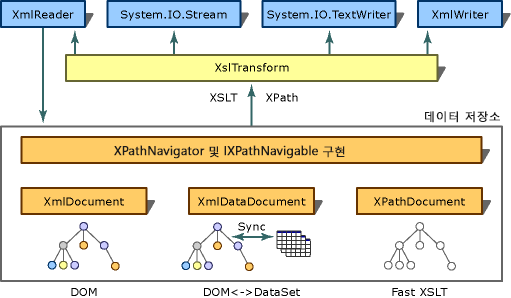 XmlReader
System.IO.Stream
System.IO.TextWriter
XmlWriter
XslTransform
XSLT
XPath
데이터 저장소
XPathNavigator 및 IXPathNavigable 구현
XmlDocument
XmlDataDocument
XPathDocument
Sync
DOM
DOM<->DataSet
Fast XSLT